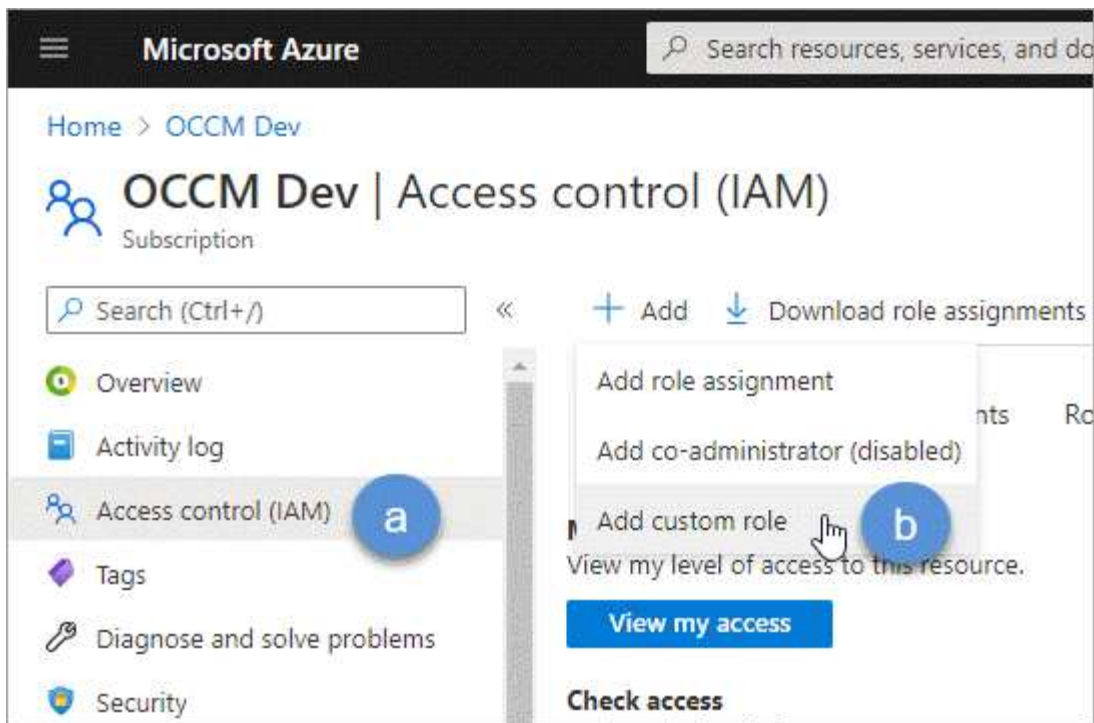 Microsoft Azure
Search resources, services, and do
Home > OCCM Dev
OCCM Dev | Access control (IAM)
Subscription
Search (Ctrl+/)
«
+ Add
Download role assignments
Overview
Activity log
Access control (IAM)
a
Tags
Diagnose and solve problems
Security
Add role assignment
Add co-administrator (disabled)
Add custom role
b
nts
Ro
View my level of access to this resource.
View my access
Check access